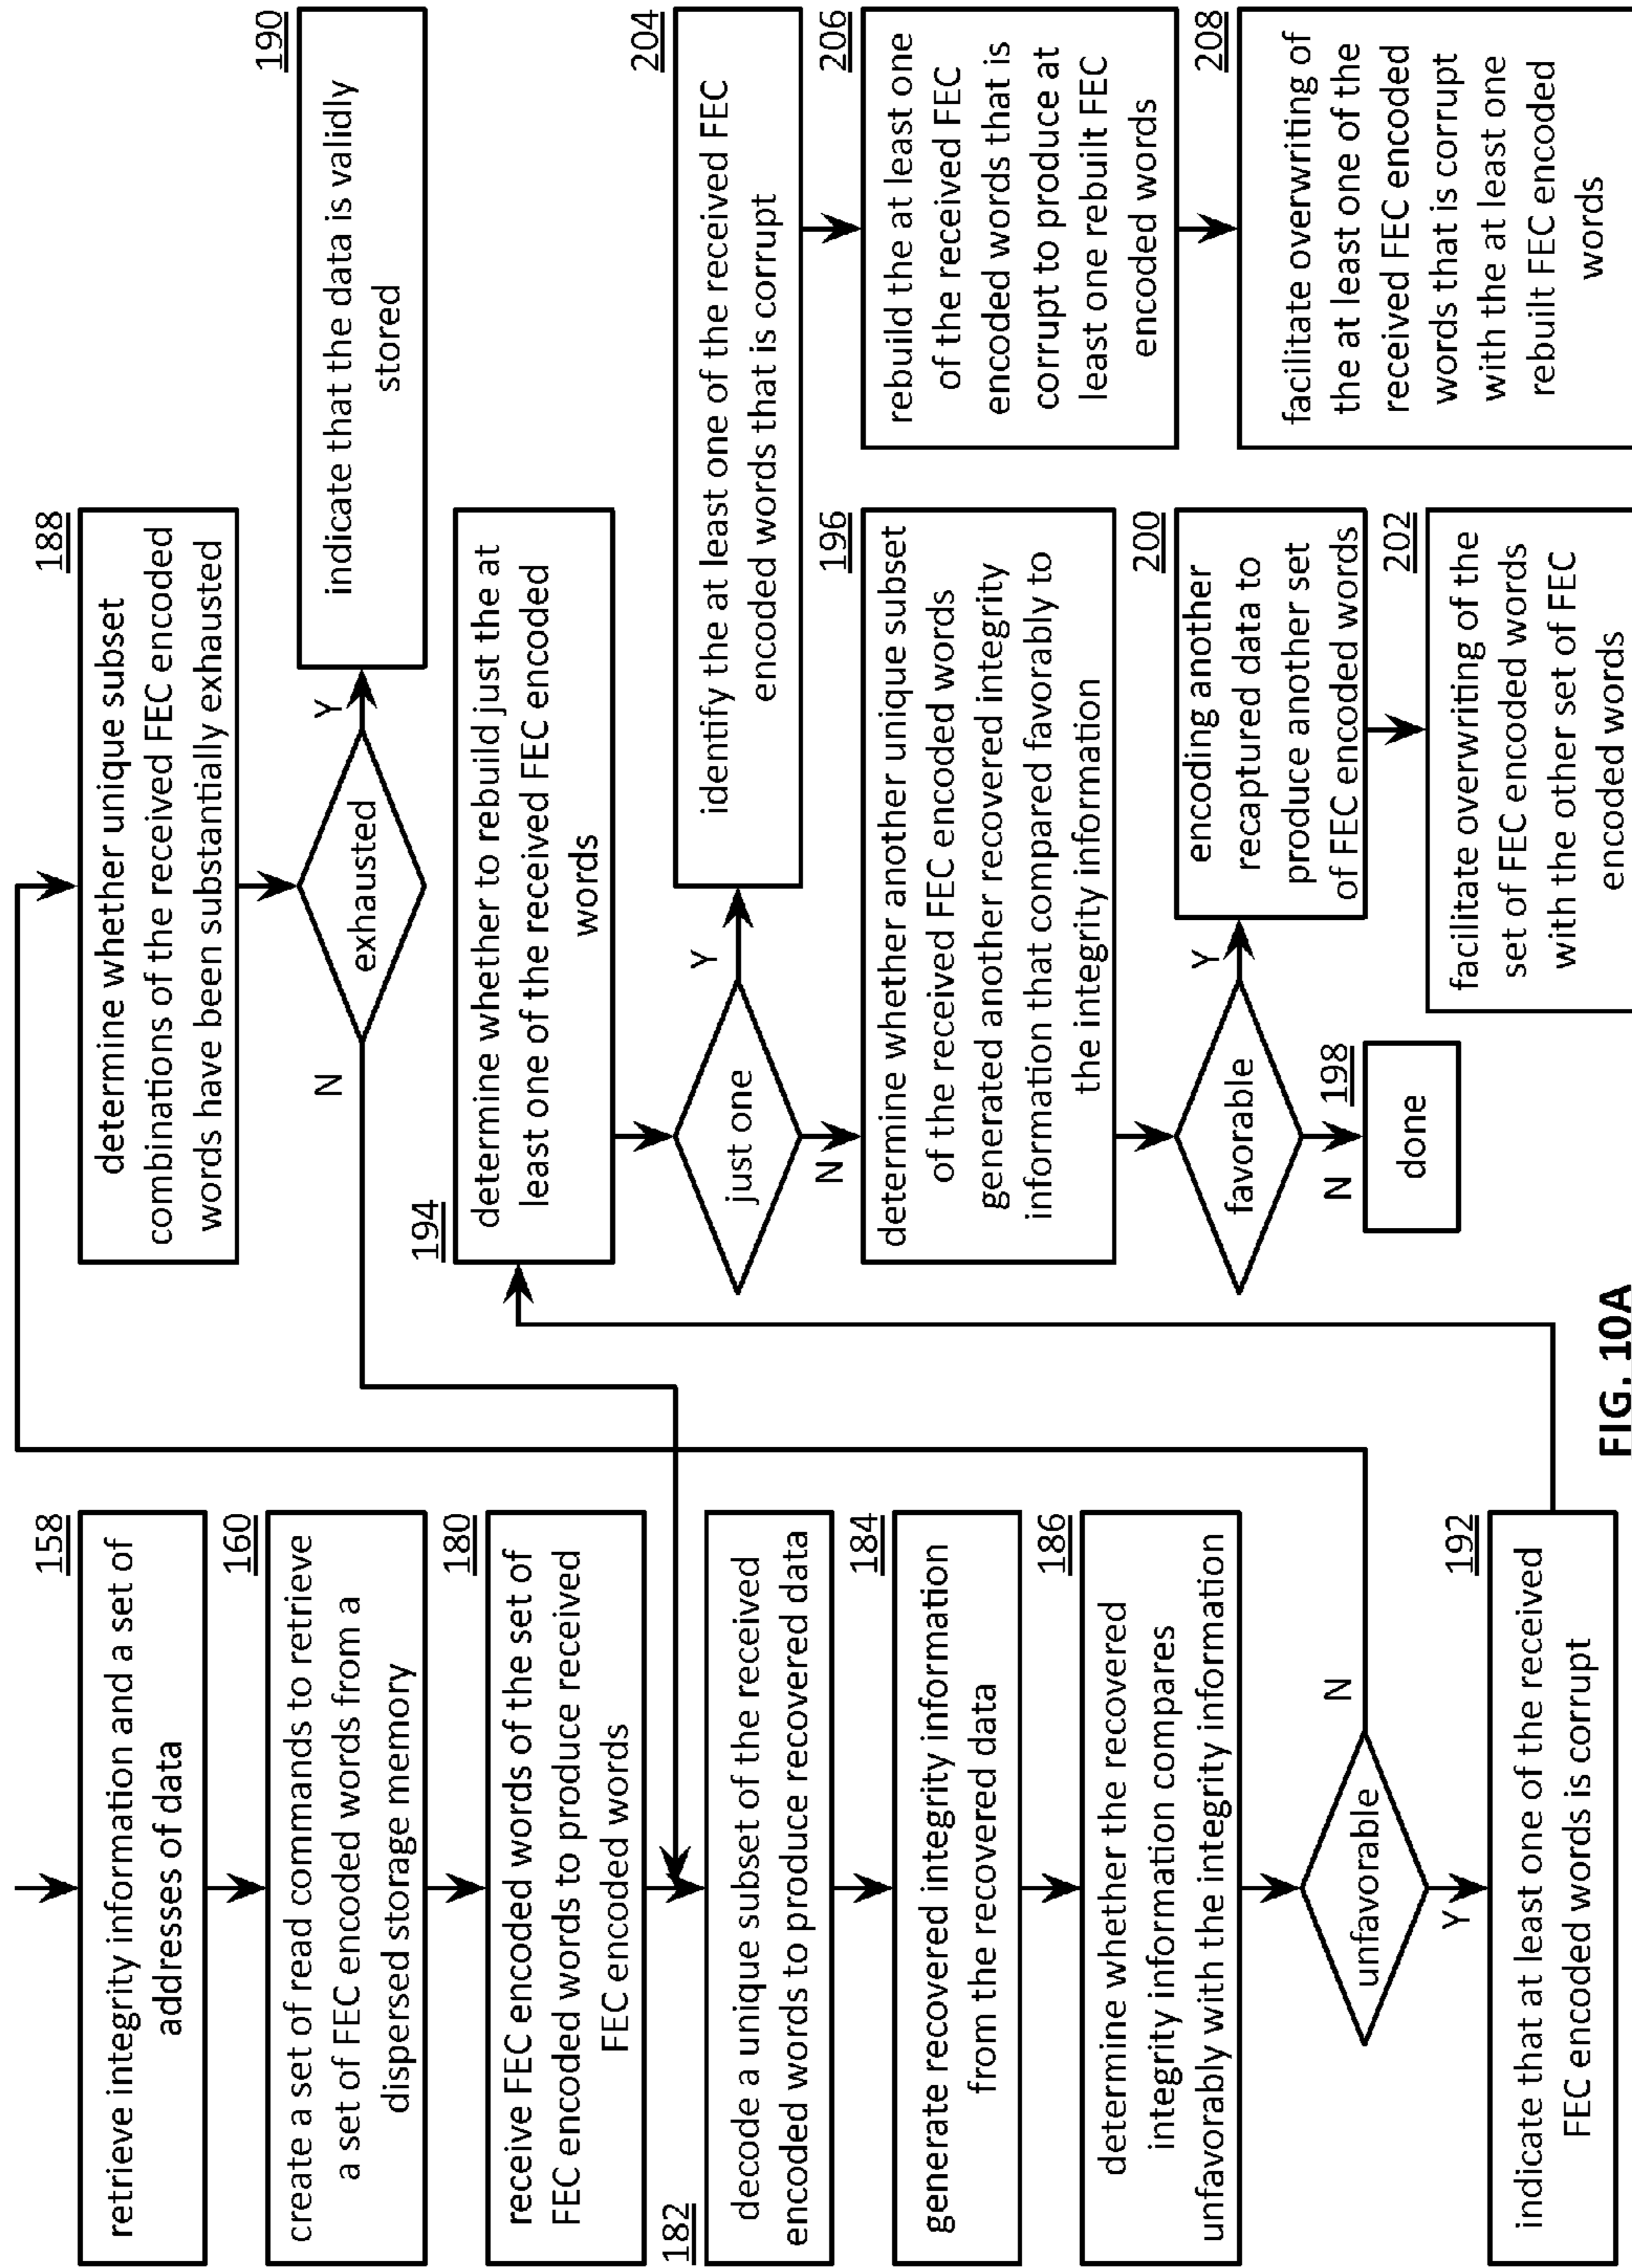 158
retrieve integrity information and a set of
addresses of data
160
create a set of read commands to retrieve
a set of FEC encoded words from a
dispersed storage memory
180
receive FEC encoded words of the set of
FEC encoded words to produce received
FEC encoded words
182
decode a unique subset of the received
encoded words to produce recovered data
184
generate recovered integrity information
from the recovered data
186
determine whether the recovered
integrity information compares
unfavorably with the integrity information
unfavorable
N
Y
192
indicate that at least one of the received
FEC encoded words is corrupt
188
determine whether unique subset
combinations of the received FEC encoded
words have been substantially exhausted
exhausted
N
Y
190
indicate that the data is validly
stored
194
determine whether to rebuild just the at
least one of the received FEC encoded
words
just one
Y
N
204
identify the at least one of the received FEC
encoded words that is corrupt
196
determine whether another unique subset
of the received FEC encoded words
generated another recovered integrity
information that compared favorably to
the integrity information
206
rebuild the at least one
of the received FEC
encoded words that is
corrupt to produce at
least one rebuilt FEC
encoded words
favorable
Y
N
198
done
200
encoding another
recaptured data to
produce another set
of FEC encoded words
202
facilitate overwriting of the
set of FEC encoded words
with the other set of FEC
encoded words
208
facilitate overwriting of
the at least one of the
received FEC encoded
words that is corrupt
with the at least one
rebuilt FEC encoded
words
FIG. 10A